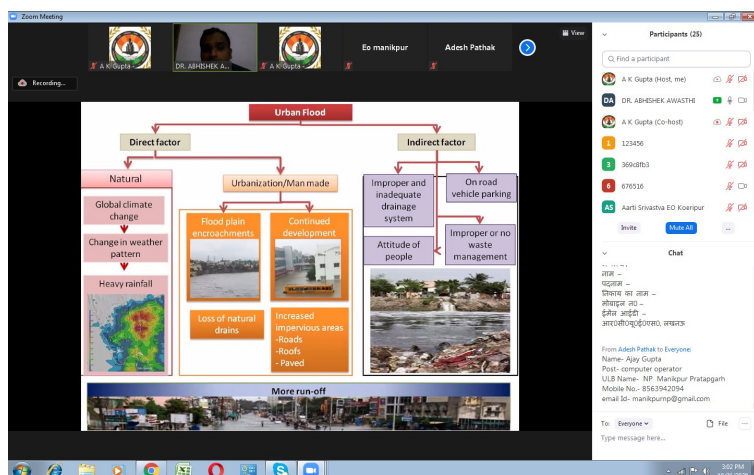 Zoom Meeting
View
A K Gupta
DR. ABHISHEK A...
A K Gupta
Eo manikpur
Adesh Pathak
Recording...
Urban Flood
Direct factor
Indirect factor
Natural
Urbanization/Man made
Improper and
inadequate
drainage
system
On road
vehicle parking
Global climate
change
Flood plain
encroachments
Continued
development
Change in weather
pattern
Attitude of
people
Improper or no
waste
management
Heavy rainfall
Loss of natural
drains
Increased
impervious areas
-Roads
-Roofs
- Paved
More run-off
Participants (25)
Find a participant
A K Gupta (Host, me)
DA DR. ABHISHEK AWASTHI
A K Gupta (Co-host)
1 123456
3 369c8fb3
6 676516
AS Aarti Srivastva EO Koeripur
Invite
Mute All
...
Chat
नाम –
पदनाम –
निकाय का नाम –
मोबाइल न0 –
ईमेल आईडी –
आर0सी0यू0ई0एस0, लखनऊ
From Adesh Pathak to Everyone:
Name- Ajay Gupta
Post- computer operator
ULB Name- NP Manikpur Pratapgarh
Mobile No.- 8563942094
email Id- manikpurnp@gmail.com
To: Everyone
File
...
Type message here...
3:02 PM